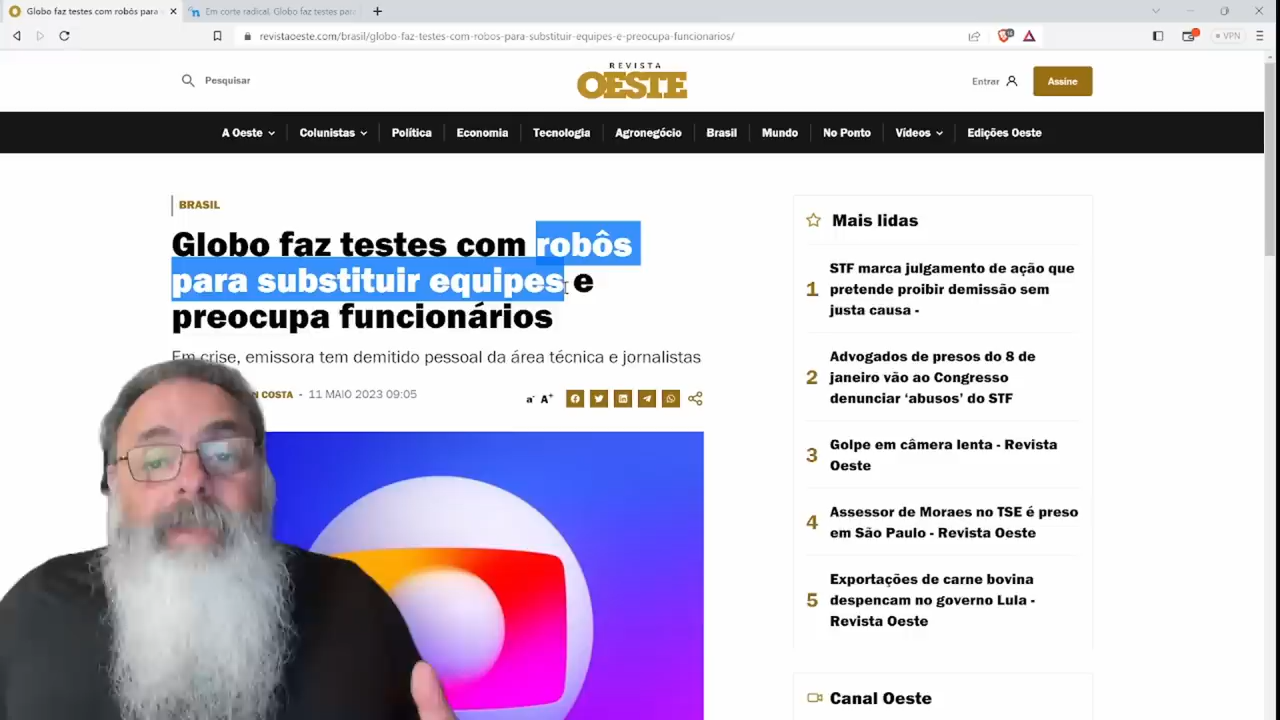 Globo faz testes com robôs para
Em corte radical, Globo faz testes para
revistaoeste.com/brasil/globo-faz-testes-com-robos-para-substituir-equipes-e-preocupa-funcionarios/
VPN
Pesquisar
REVISTA
OESTE
Entrar
Assine
A Oeste
Colunistas
Política
Economia
Tecnologia
Agronegócio
Brasil
Mundo
No Ponto
Vídeos
Edições Oeste
BRASIL
Globo faz testes com robôs
para substituir equipes e
preocupa funcionários
Em crise, emissora tem demitido pessoal da área técnica e jornalistas
COSTA - 11 MAIO 2023 09:05
a- A+
Mais lidas
1
STF marca julgamento de ação que
pretende proibir demissão sem
justa causa -
2
Advogados de presos do 8 de
janeiro vão ao Congresso
denunciar ‘abusos’ do STF
3
Golpe em câmera lenta - Revista
Oeste
4
Assessor de Moraes no TSE é preso
em São Paulo - Revista Oeste
5
Exportações de carne bovina
despencam no governo Lula -
Revista Oeste
Canal Oeste